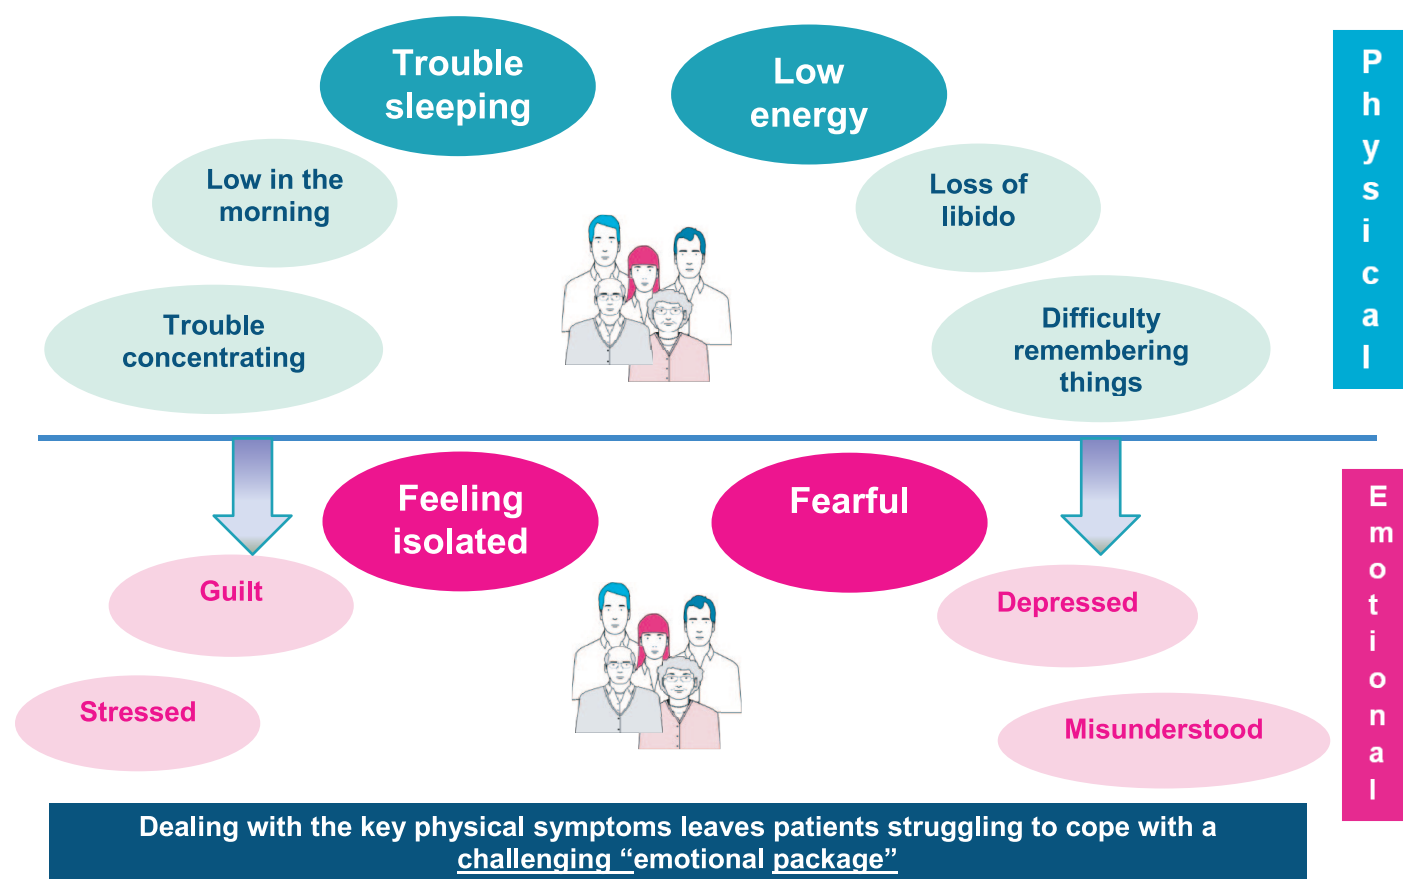 Trouble
sleeping
Low
energy
Low in the
morning
Loss of
libido
Trouble
concentrating
Difficulty
remembering
things
Physical
Feeling
isolated
Fearful
Guilt
Depressed
Stressed
Misunderstood
Emotional
Dealing with the key physical symptoms leaves patients struggling to cope with a
challenging “emotional package”